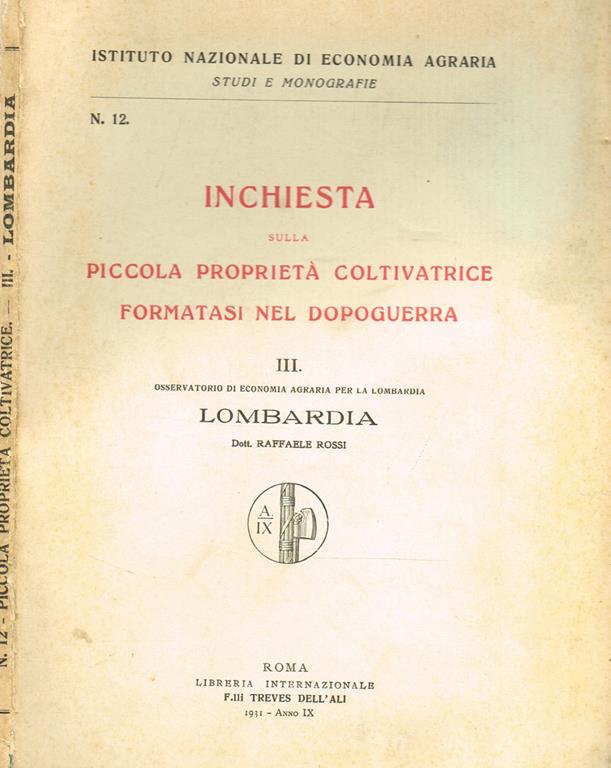 ISTITUTO NAZIONALE DI ECONOMIA AGRARIA
STUDI E MONOGRAFIE
N. 12.
INCHIESTA
SULLA
PICCOLA PROPRIETÀ COLTIVATRICE
FORMATASI NEL DOPOGUERRA
III.
OSSERVATORIO DI ECONOMIA AGRARIA PER LA LOMBARDIA
LOMBARDIA
Dott. RAFFAELE ROSSI
A.
IX
ROMA
LIBRERIA INTERNAZIONALE
F.lli TREVES DELL'ALI
1931 - ANNO IX
N. 12 - PICCOLA PROPRIETÀ COLTIVATRICE. — III. - LOMBARDIA